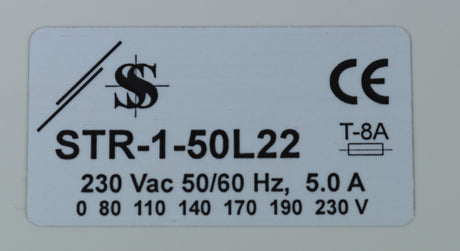 SS
CE
T-8A
STR-1-50L22
230 Vac 50/60 Hz, 5.0 A
0 80 110 140 170 190 230 V